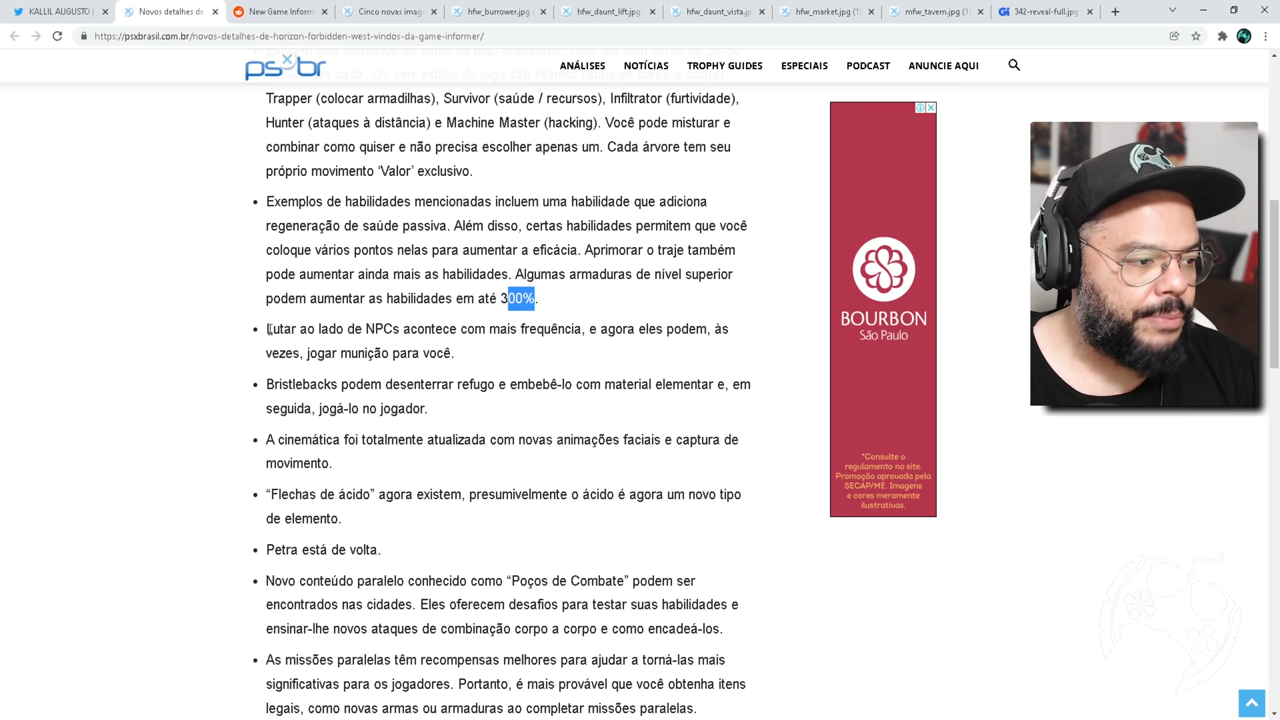 KALLIL AUGUSTO |
Novos detalhes de
New Game Inform
Cinco novas imag
hfw_burrower.jpg
hfw_daunt_lift.jpg
hfw_daunt_vista.jp
hfw_market.jpg (19
mfw_tavern.jpg (1
342-reveal-full.jpg
https://psxbrasil.com.br/novos-detalhes-de-horizon-forbidden-west-vindos-da-game-informer/
psxbr
ANÁLISES NOTÍCIAS TROPHY GUIDES ESPECIAIS PODCAST ANUNCIE AQUI
Trapper (colocar armadilhas), Survivor (saúde / recursos), Infiltrator (furtividade),
Hunter (ataques à distância) e Machine Master (hacking). Você pode misturar e
combinar como quiser e não precisa escolher apenas um. Cada árvore tem seu
próprio movimento ‘Valor’ exclusivo.
Exemplos de habilidades mencionadas incluem uma habilidade que adiciona
regeneração de saúde passiva. Além disso, certas habilidades permitem que você
coloque vários pontos nelas para aumentar a eficácia. Aprimorar o traje também
pode aumentar ainda mais as habilidades. Algumas armaduras de nível superior
podem aumentar as habilidades em até 300%.
Lutar ao lado de NPCs acontece com mais frequência, e agora eles podem, às
vezes, jogar munição para você.
Bristlebacks podem desenterrar refugo e embebê-lo com material elementar e, em
seguida, jogá-lo no jogador.
A cinemática foi totalmente atualizada com novas animações faciais e captura de
movimento.
“Flechas de ácido” agora existem, presumivelmente o ácido é agora um novo tipo
de elemento.
Petra está de volta.
Novo conteúdo paralelo conhecido como “Poços de Combate” podem ser
encontrados nas cidades. Eles oferecem desafios para testar suas habilidades e
ensinar-lhe novos ataques de combinação corpo a corpo e como encadeá-los.
As missões paralelas têm recompensas melhores para ajudar a torná-las mais
significativas para os jogadores. Portanto, é mais provável que você obtenha itens
legais, como novas armas ou armaduras ao completar missões paralelas.
BOURBON
São Paulo
*Consulte o
regulamento no site.
Promoção aprovada pela
SECAP/ME. Imagens
e cores meramente
ilustrativas.